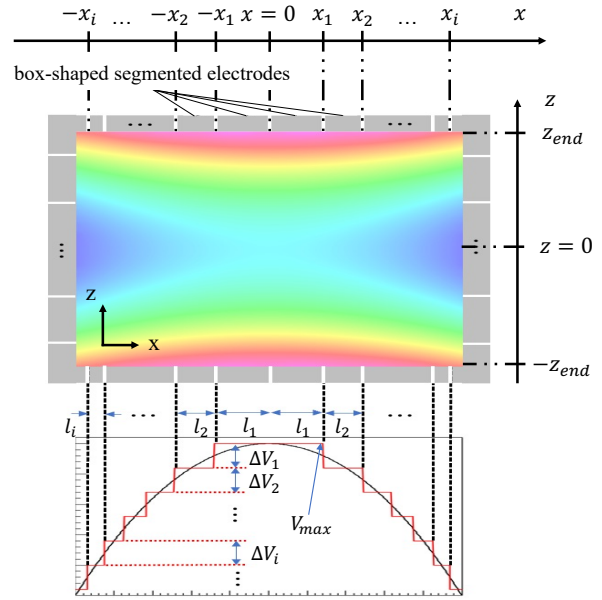 −x_i … −x_2 −x_1 x = 0 x_1 x_2 … x_i x
box-shaped segmented electrodes
z
... ...
z_end
⋮ z = 0 ⋮
z
x
−z_end
... ...
l_i l_2 l_1 l_1 l_2
ΔV_1
ΔV_2
⋮
V_max
ΔV_i
⋮